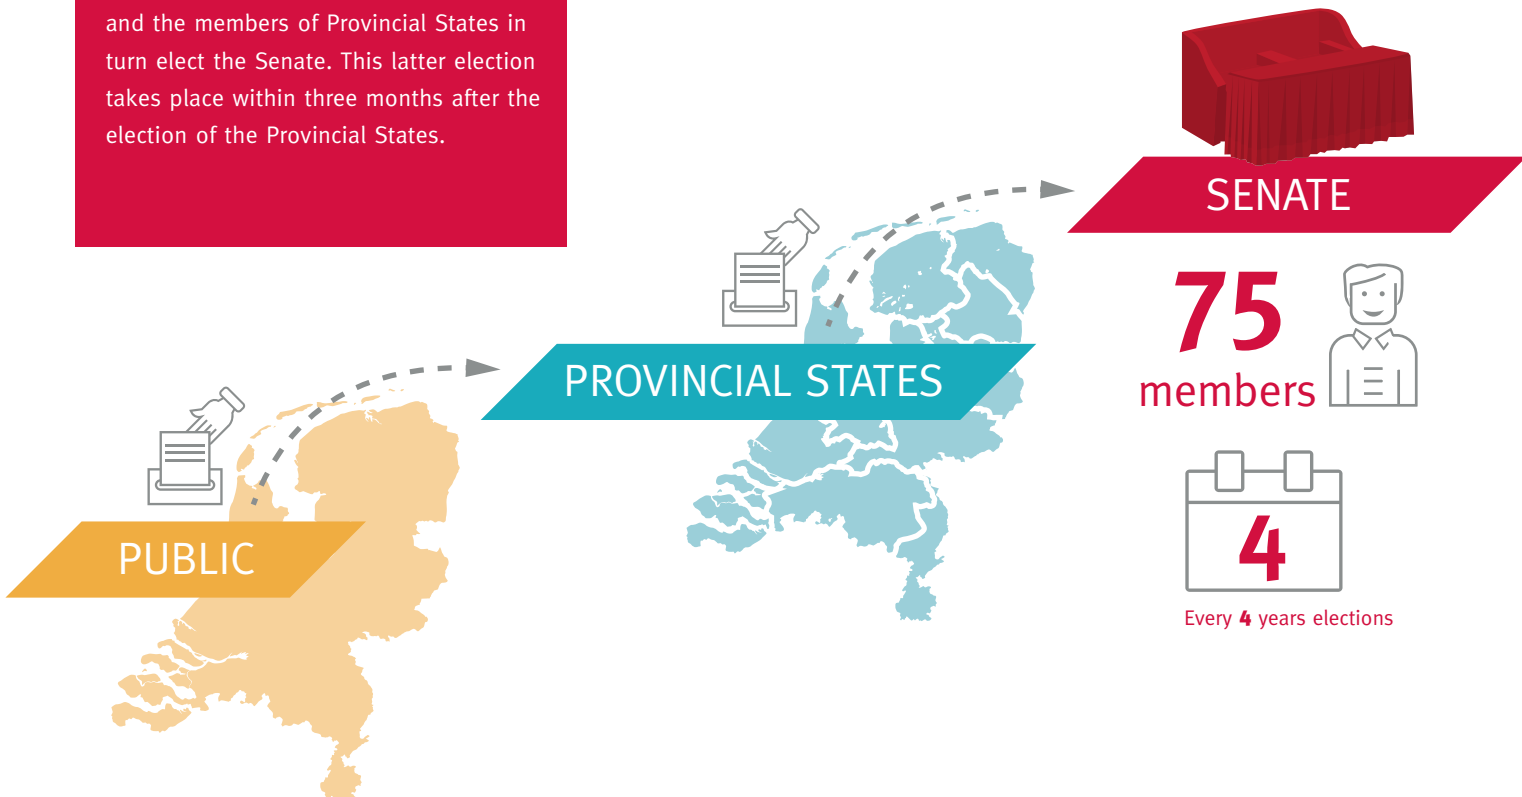 and the members of Provincial States in
turn elect the Senate. This latter election
takes place within three months after the
election of the Provincial States.
SENATE
75
members
PROVINCIAL STATES
4
Every 4 years elections
PUBLIC